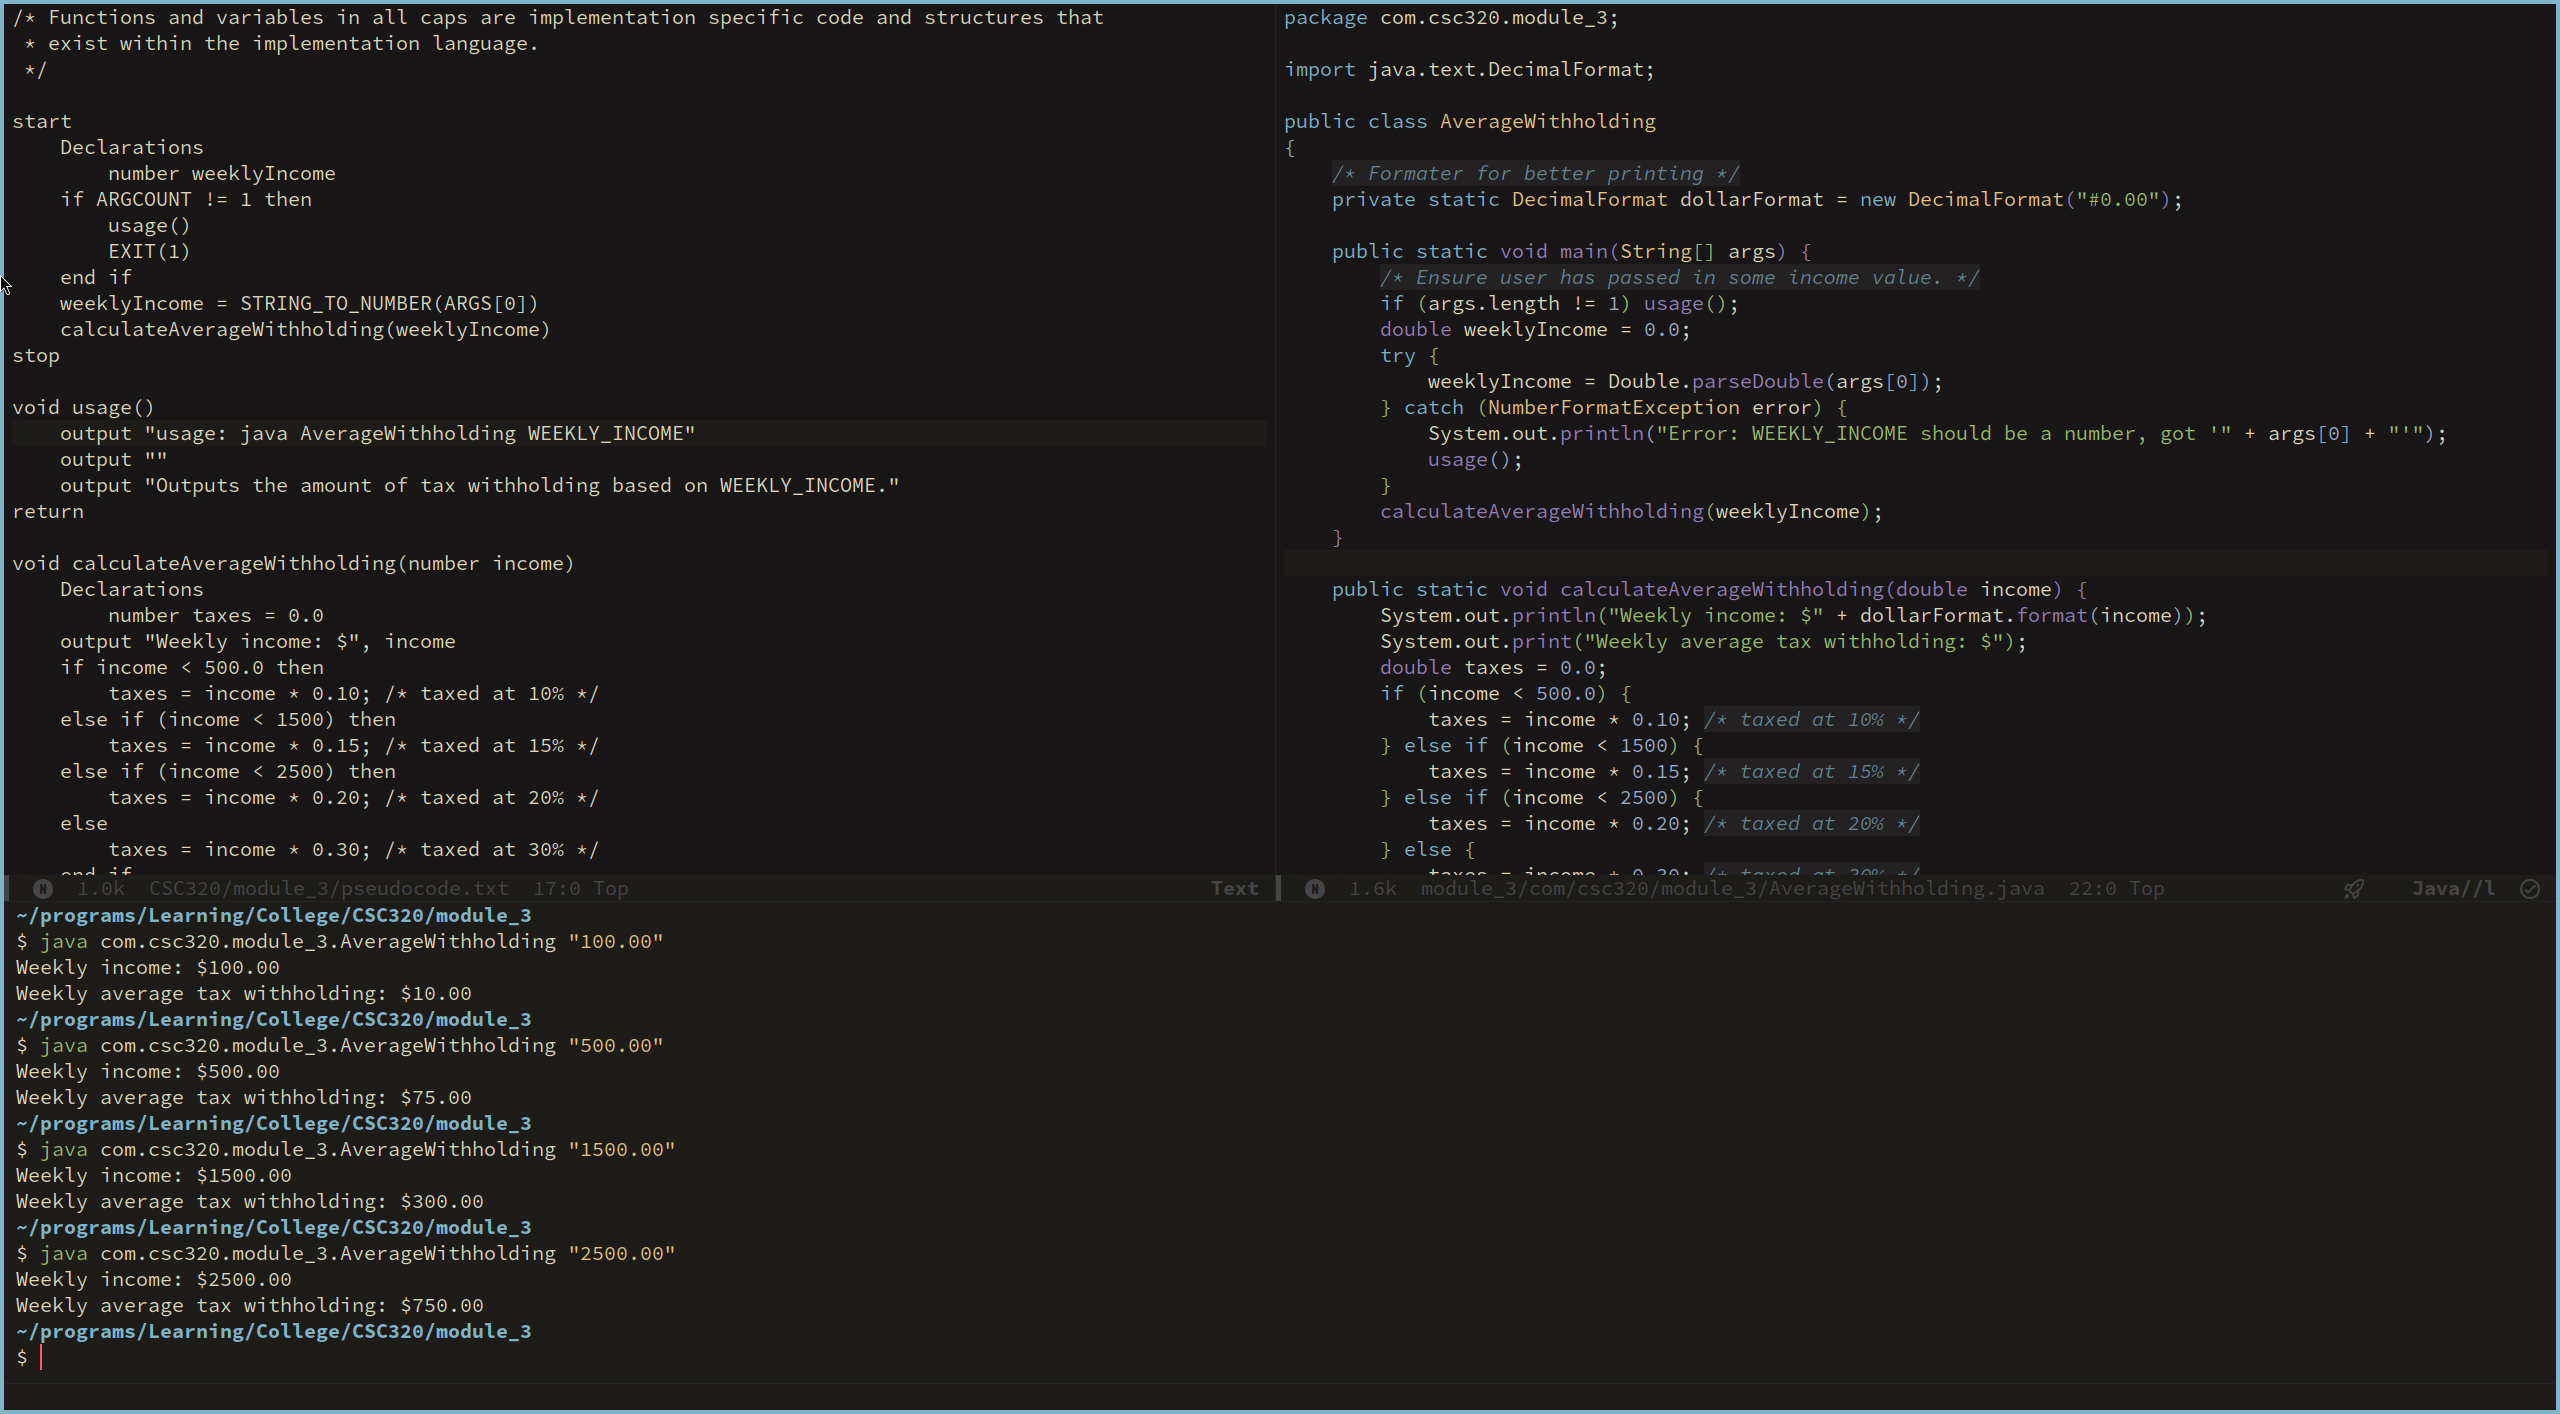 /* Functions and variables in all caps are implementation specific code and structures that
 * exist within the implementation language.
 */
start
    Declarations
        number weeklyIncome
    if ARGCOUNT != 1 then
        usage()
        EXIT(1)
    end if
    weeklyIncome = STRING_TO_NUMBER(ARGS[0])
    calculateAverageWithholding(weeklyIncome)
stop
void usage()
    output "usage: java AverageWithholding WEEKLY_INCOME"
    output ""
    output "Outputs the amount of tax withholding based on WEEKLY_INCOME."
return
void calculateAverageWithholding(number income)
    Declarations
        number taxes = 0.0
    output "Weekly income: $", income
    if income < 500.0 then
        taxes = income * 0.10; /* taxed at 10% */
    else if (income < 1500) then
        taxes = income * 0.15; /* taxed at 15% */
    else if (income < 2500) then
        taxes = income * 0.20; /* taxed at 20% */
    else
        taxes = income * 0.30; /* taxed at 30% */
    end if
N 1.0k CSC320/module_3/pseudocode.txt 17:0 Top Text
package com.csc320.module_3;
import java.text.DecimalFormat;
public class AverageWithholding
{
    /* Formater for better printing */
    private static DecimalFormat dollarFormat = new DecimalFormat("#0.00");
    public static void main(String[] args) {
        /* Ensure user has passed in some income value. */
        if (args.length != 1) usage();
        double weeklyIncome = 0.0;
        try {
            weeklyIncome = Double.parseDouble(args[0]);
        } catch (NumberFormatException error) {
            System.out.println("Error: WEEKLY_INCOME should be a number, got '" + args[0] + "'");
            usage();
        }
        calculateAverageWithholding(weeklyIncome);
    }
    public static void calculateAverageWithholding(double income) {
        System.out.println("Weekly income: $" + dollarFormat.format(income));
        System.out.print("Weekly average tax withholding: $");
        double taxes = 0.0;
        if (income < 500.0) {
            taxes = income * 0.10; /* taxed at 10% */
        } else if (income < 1500) {
            taxes = income * 0.15; /* taxed at 15% */
        } else if (income < 2500) {
            taxes = income * 0.20; /* taxed at 20% */
        } else {
            taxes = income * 0.30; /* taxed at 30% */
N 1.6k module_3/com/csc320/module_3/AverageWithholding.java 22:0 Top Java//l
~/programs/Learning/College/CSC320/module_3
$ java com.csc320.module_3.AverageWithholding "100.00"
Weekly income: $100.00
Weekly average tax withholding: $10.00
~/programs/Learning/College/CSC320/module_3
$ java com.csc320.module_3.AverageWithholding "500.00"
Weekly income: $500.00
Weekly average tax withholding: $75.00
~/programs/Learning/College/CSC320/module_3
$ java com.csc320.module_3.AverageWithholding "1500.00"
Weekly income: $1500.00
Weekly average tax withholding: $300.00
~/programs/Learning/College/CSC320/module_3
$ java com.csc320.module_3.AverageWithholding "2500.00"
Weekly income: $2500.00
Weekly average tax withholding: $750.00
~/programs/Learning/College/CSC320/module_3
$